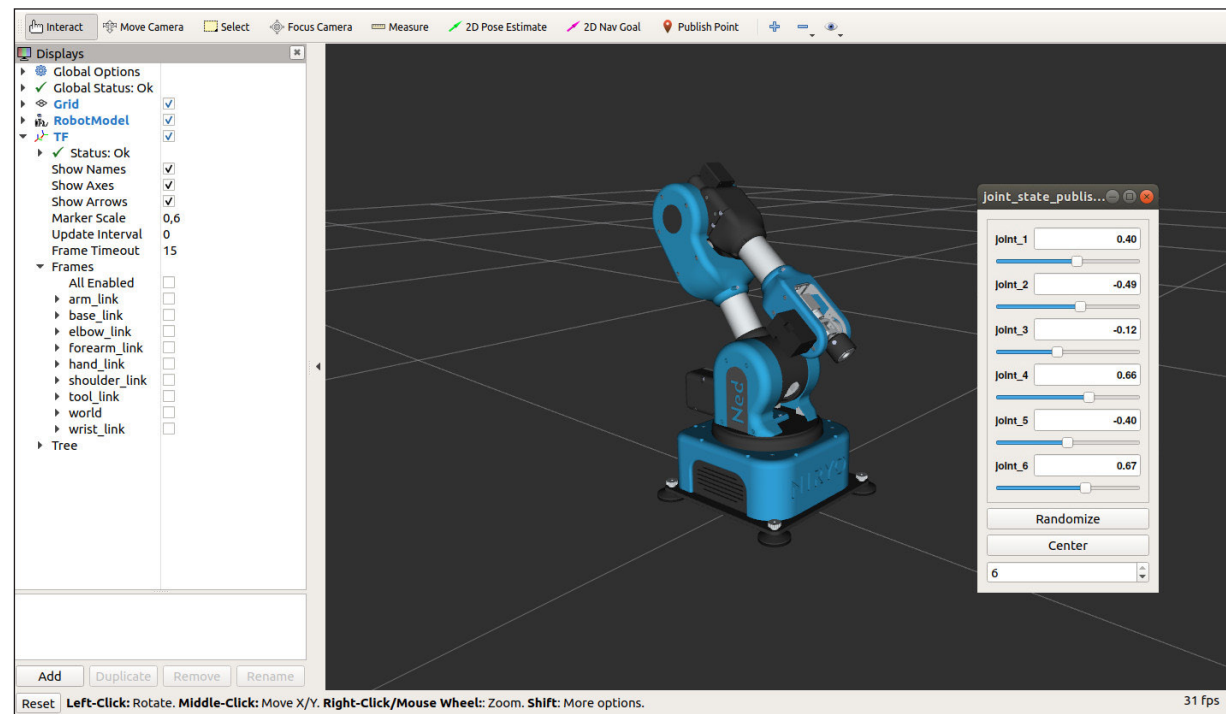 Interact Move Camera Select Focus Camera Measure 2D Pose Estimate 2D Nav Goal Publish Point
Displays
Global Options
Global Status: Ok
Grid
RobotModel
TF
Status: Ok
Show Names
Show Axes
Show Arrows
Marker Scale 0,6
Update Interval 0
Frame Timeout 15
Frames
All Enabled
arm_link
base_link
elbow_link
forearm_link
hand_link
shoulder_link
tool_link
world
wrist_link
Tree
Add Duplicate Remove Rename
Ned
NIRYO
joint_state_publis...
joint_1 0.40
joint_2 -0.49
joint_3 -0.12
joint_4 0.66
joint_5 -0.40
joint_6 0.67
Randomize
Center
6
Reset Left-Click: Rotate. Middle-Click: Move X/Y. Right-Click/Mouse Wheel:: Zoom. Shift: More options. 31 fps